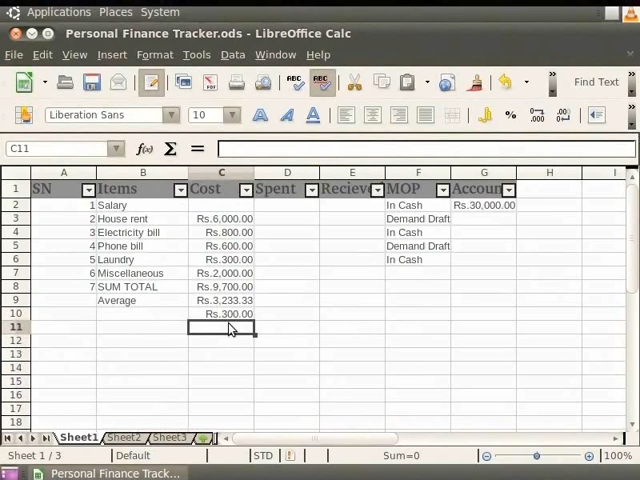 Applications Places System
Personal Finance Tracker.ods - LibreOffice Calc
File Edit View Insert Format Tools Data Window Help
ABC ABC Find Text
Liberation Sans 10 A A A %
C11 f(x) Σ =
A B C D E F G H I
1 SN Items Cost Spent Recieve MOP Accoun
2 1 Salary In Cash Rs.30,000.00
3 2 House rent Rs.6,000.00 Demand Draft
4 3 Electricity bill Rs.800.00 In Cash
5 4 Phone bill Rs.600.00 Demand Draft
6 5 Laundry Rs.300.00 In Cash
7 6 Miscellaneous Rs.2,000.00
8 7 SUM TOTAL Rs.9,700.00
9 Average Rs.3,233.33
10 Rs.300.00
11
12
13
14
15
16
17
18
Sheet1 Sheet2 Sheet3
Sheet 1 / 3 Default STD Sum=0 100%
Personal Finance Track...